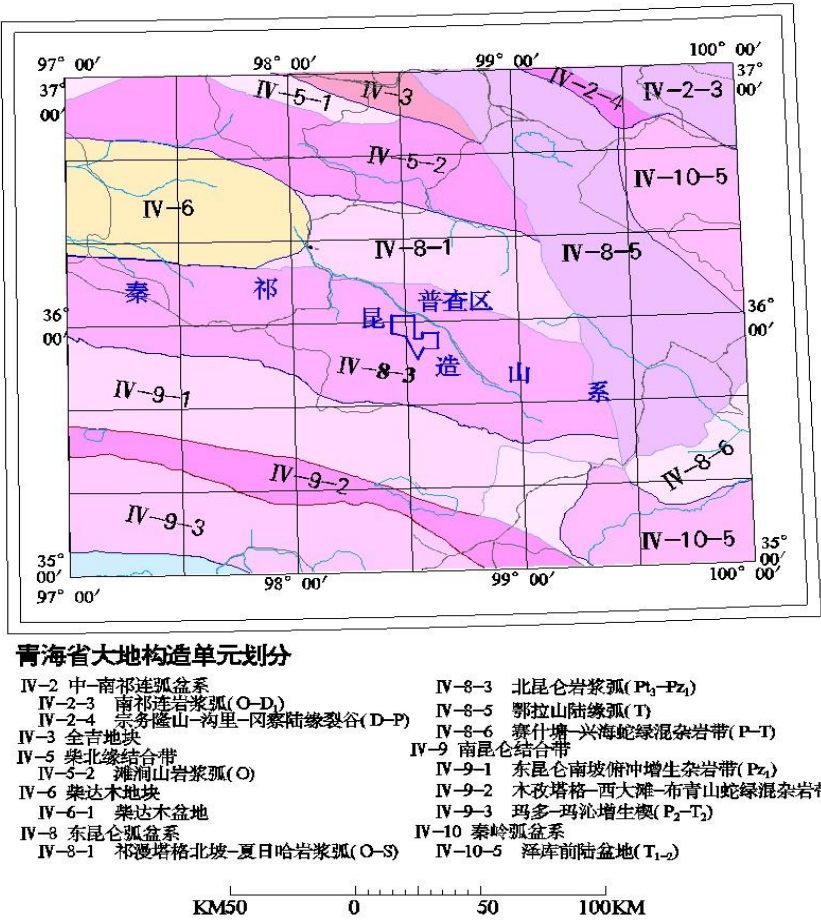 97° 00′ 98° 00′ 99° 00′ 100° 00′
37° 00′
37° 00′
Ⅳ-5-1 Ⅳ-3 Ⅳ-2-4 Ⅳ-2-3
Ⅳ-5-2 Ⅳ-10-5
Ⅳ-6
Ⅳ-8-1 Ⅳ-8-5
秦 祁 昆 造 山 系
普查区
36° 00′
36° 00′
Ⅳ-8-3
Ⅳ-9-1
Ⅳ-8-6
Ⅳ-9-2
Ⅳ-9-3 Ⅳ-10-5
35° 00′
35° 00′
97° 00′ 98° 00′ 99° 00′ 100° 00′
青海省大地构造单元划分
Ⅳ-2 中-南祁连弧盆系
Ⅳ-2-3 南祁连岩浆弧(O-D₁)
Ⅳ-2-4 宗务隆山-沟里-冈察陆缘裂谷(D-P)
Ⅳ-3 全吉地块
Ⅳ-5 柴北缘结合带
Ⅳ-5-2 滩涧山岩浆弧(O)
Ⅳ-6 柴达木地块
Ⅳ-6-1 柴达木盆地
Ⅳ-8 东昆仑弧盆系
Ⅳ-8-1 祁漫塔格北坡-夏日哈岩浆弧(O-S)
Ⅳ-8-3 北昆仑岩浆弧(Pt₃-Pz₁)
Ⅳ-8-5 鄂拉山陆缘弧(T)
Ⅳ-8-6 赛什塘-兴海蛇绿混杂岩带(P-T)
Ⅳ-9 南昆仑结合带
Ⅳ-9-1 东昆仑南坡俯冲增生杂岩带(Pz₁)
Ⅳ-9-2 木孜塔格-西大滩-布青山蛇绿混杂岩带
Ⅳ-9-3 玛多-玛沁增生楔(P₂-T₂)
Ⅳ-10 秦岭弧盆系
Ⅳ-10-5 泽库前陆盆地(T₁₋₂)
KM50 0 50 100KM